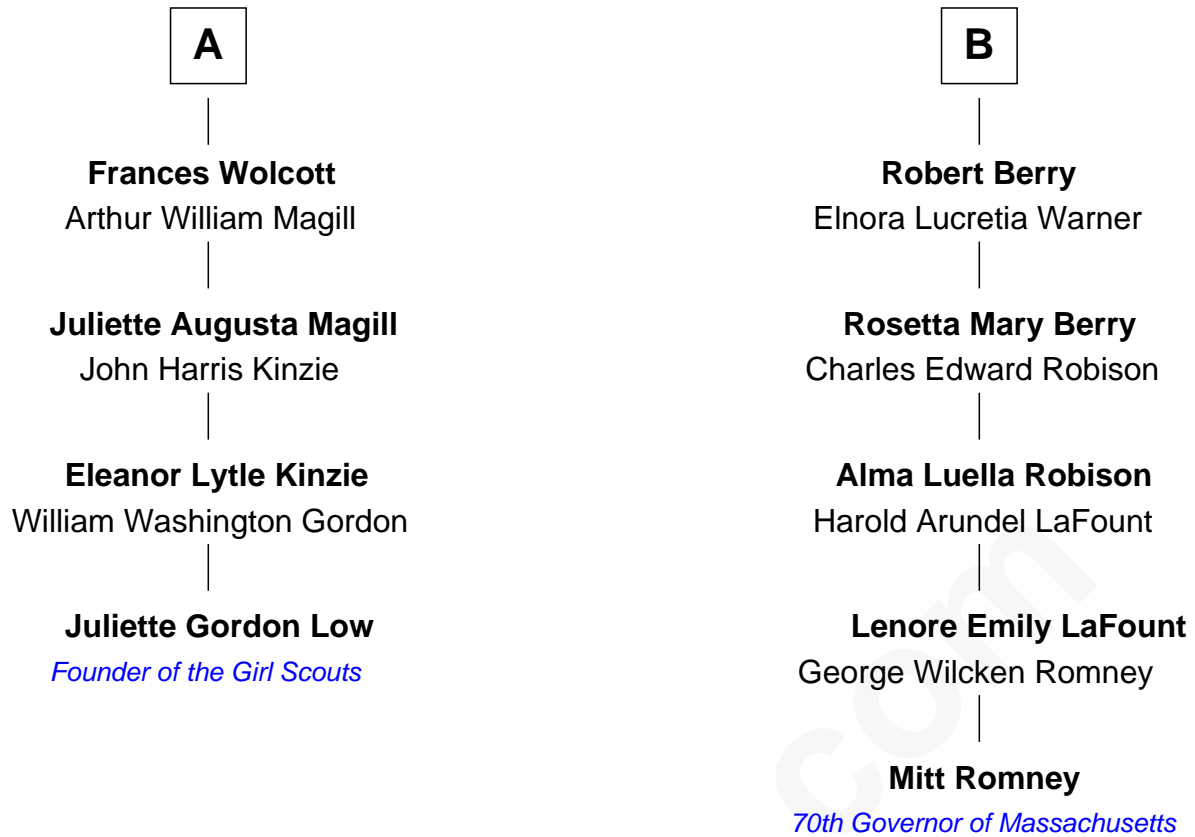 A
Frances Wolcott
Arthur William Magill
Juliette Augusta Magill
John Harris Kinzie
Eleanor Lytle Kinzie
William Washington Gordon
Juliette Gordon Low
Founder of the Girl Scouts
B
Robert Berry
Elnora Lucretia Warner
Rosetta Mary Berry
Charles Edward Robison
Alma Luella Robison
Harold Arundel LaFount
Lenore Emily LaFount
George Wilcken Romney
Mitt Romney
70th Governor of Massachusetts
com